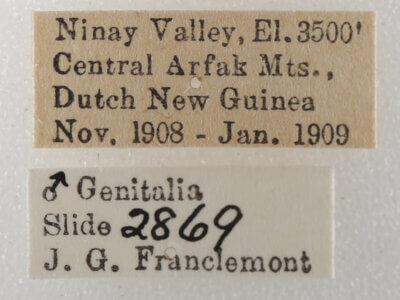 Ninay Valley, El. 3500'
Central Arfak Mts.,
Dutch New Guinea
Nov. 1908 - Jan. 1909
♂ Genitalia
Slide 2869
J. G. Franclemont